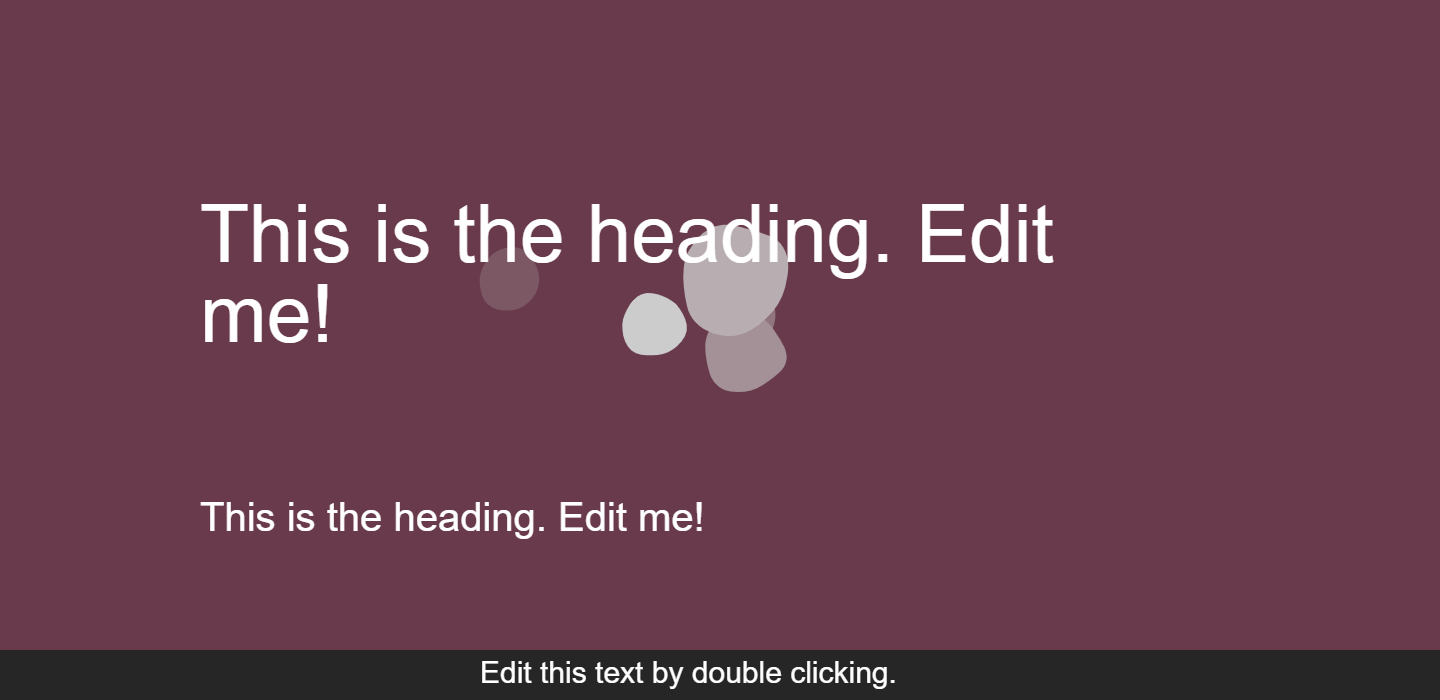 This is the heading. Edit
me!
This is the heading. Edit me!
Edit this text by double clicking.